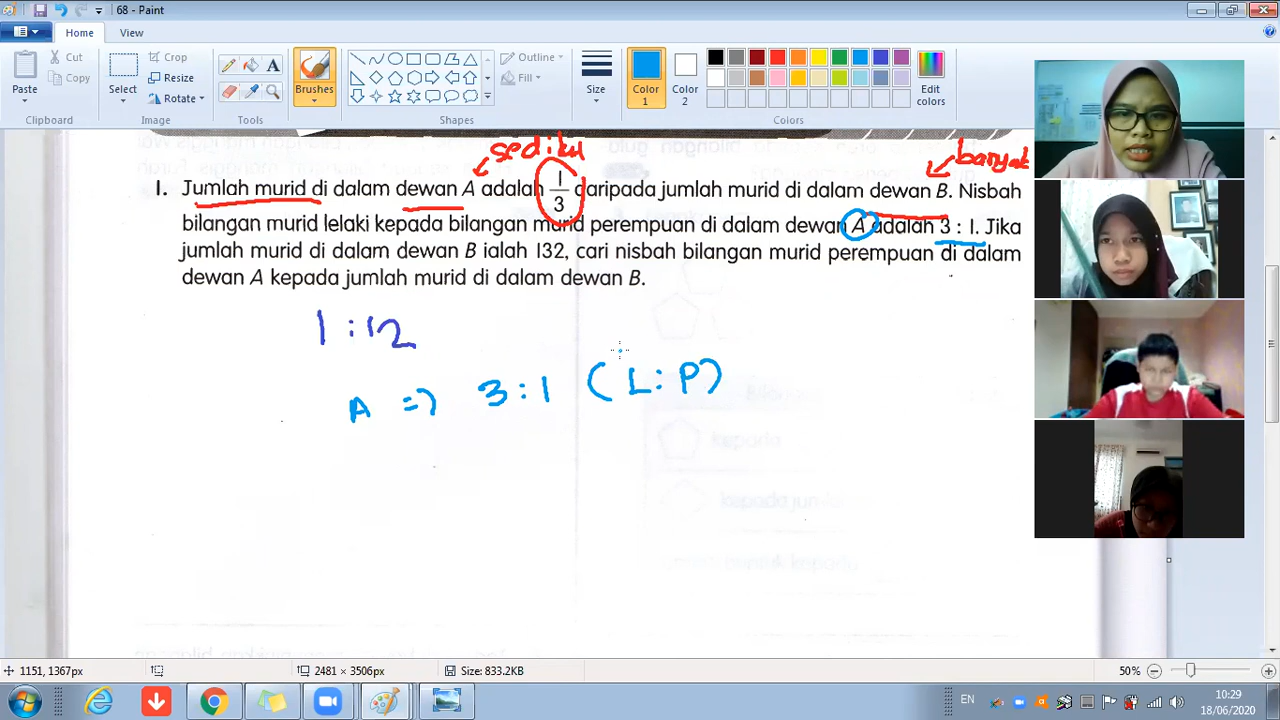 68 - Paint
Home View
Paste
Cut
Copy
Clipboard
Select
Crop
Resize
Rotate
Image
A
Tools
Brushes
Outline
Fill
Shapes
Size
Color 1
Color 2
Edit colors
Colors
sedikit
banyak
1. Jumlah murid di dalam dewan A adalah 1/3 daripada jumlah murid di dalam dewan B. Nisbah
bilangan murid lelaki kepada bilangan murid perempuan di dalam dewan A adalah 3 : 1. Jika
jumlah murid di dalam dewan B ialah 132, cari nisbah bilangan murid perempuan di dalam
dewan A kepada jumlah murid di dalam dewan B.
1 : 12
A => 3 : 1 (L : P)
kepada
1151, 1367px
2481 × 3506px
Size: 833.2KB
50%
EN
10:29
18/06/2020